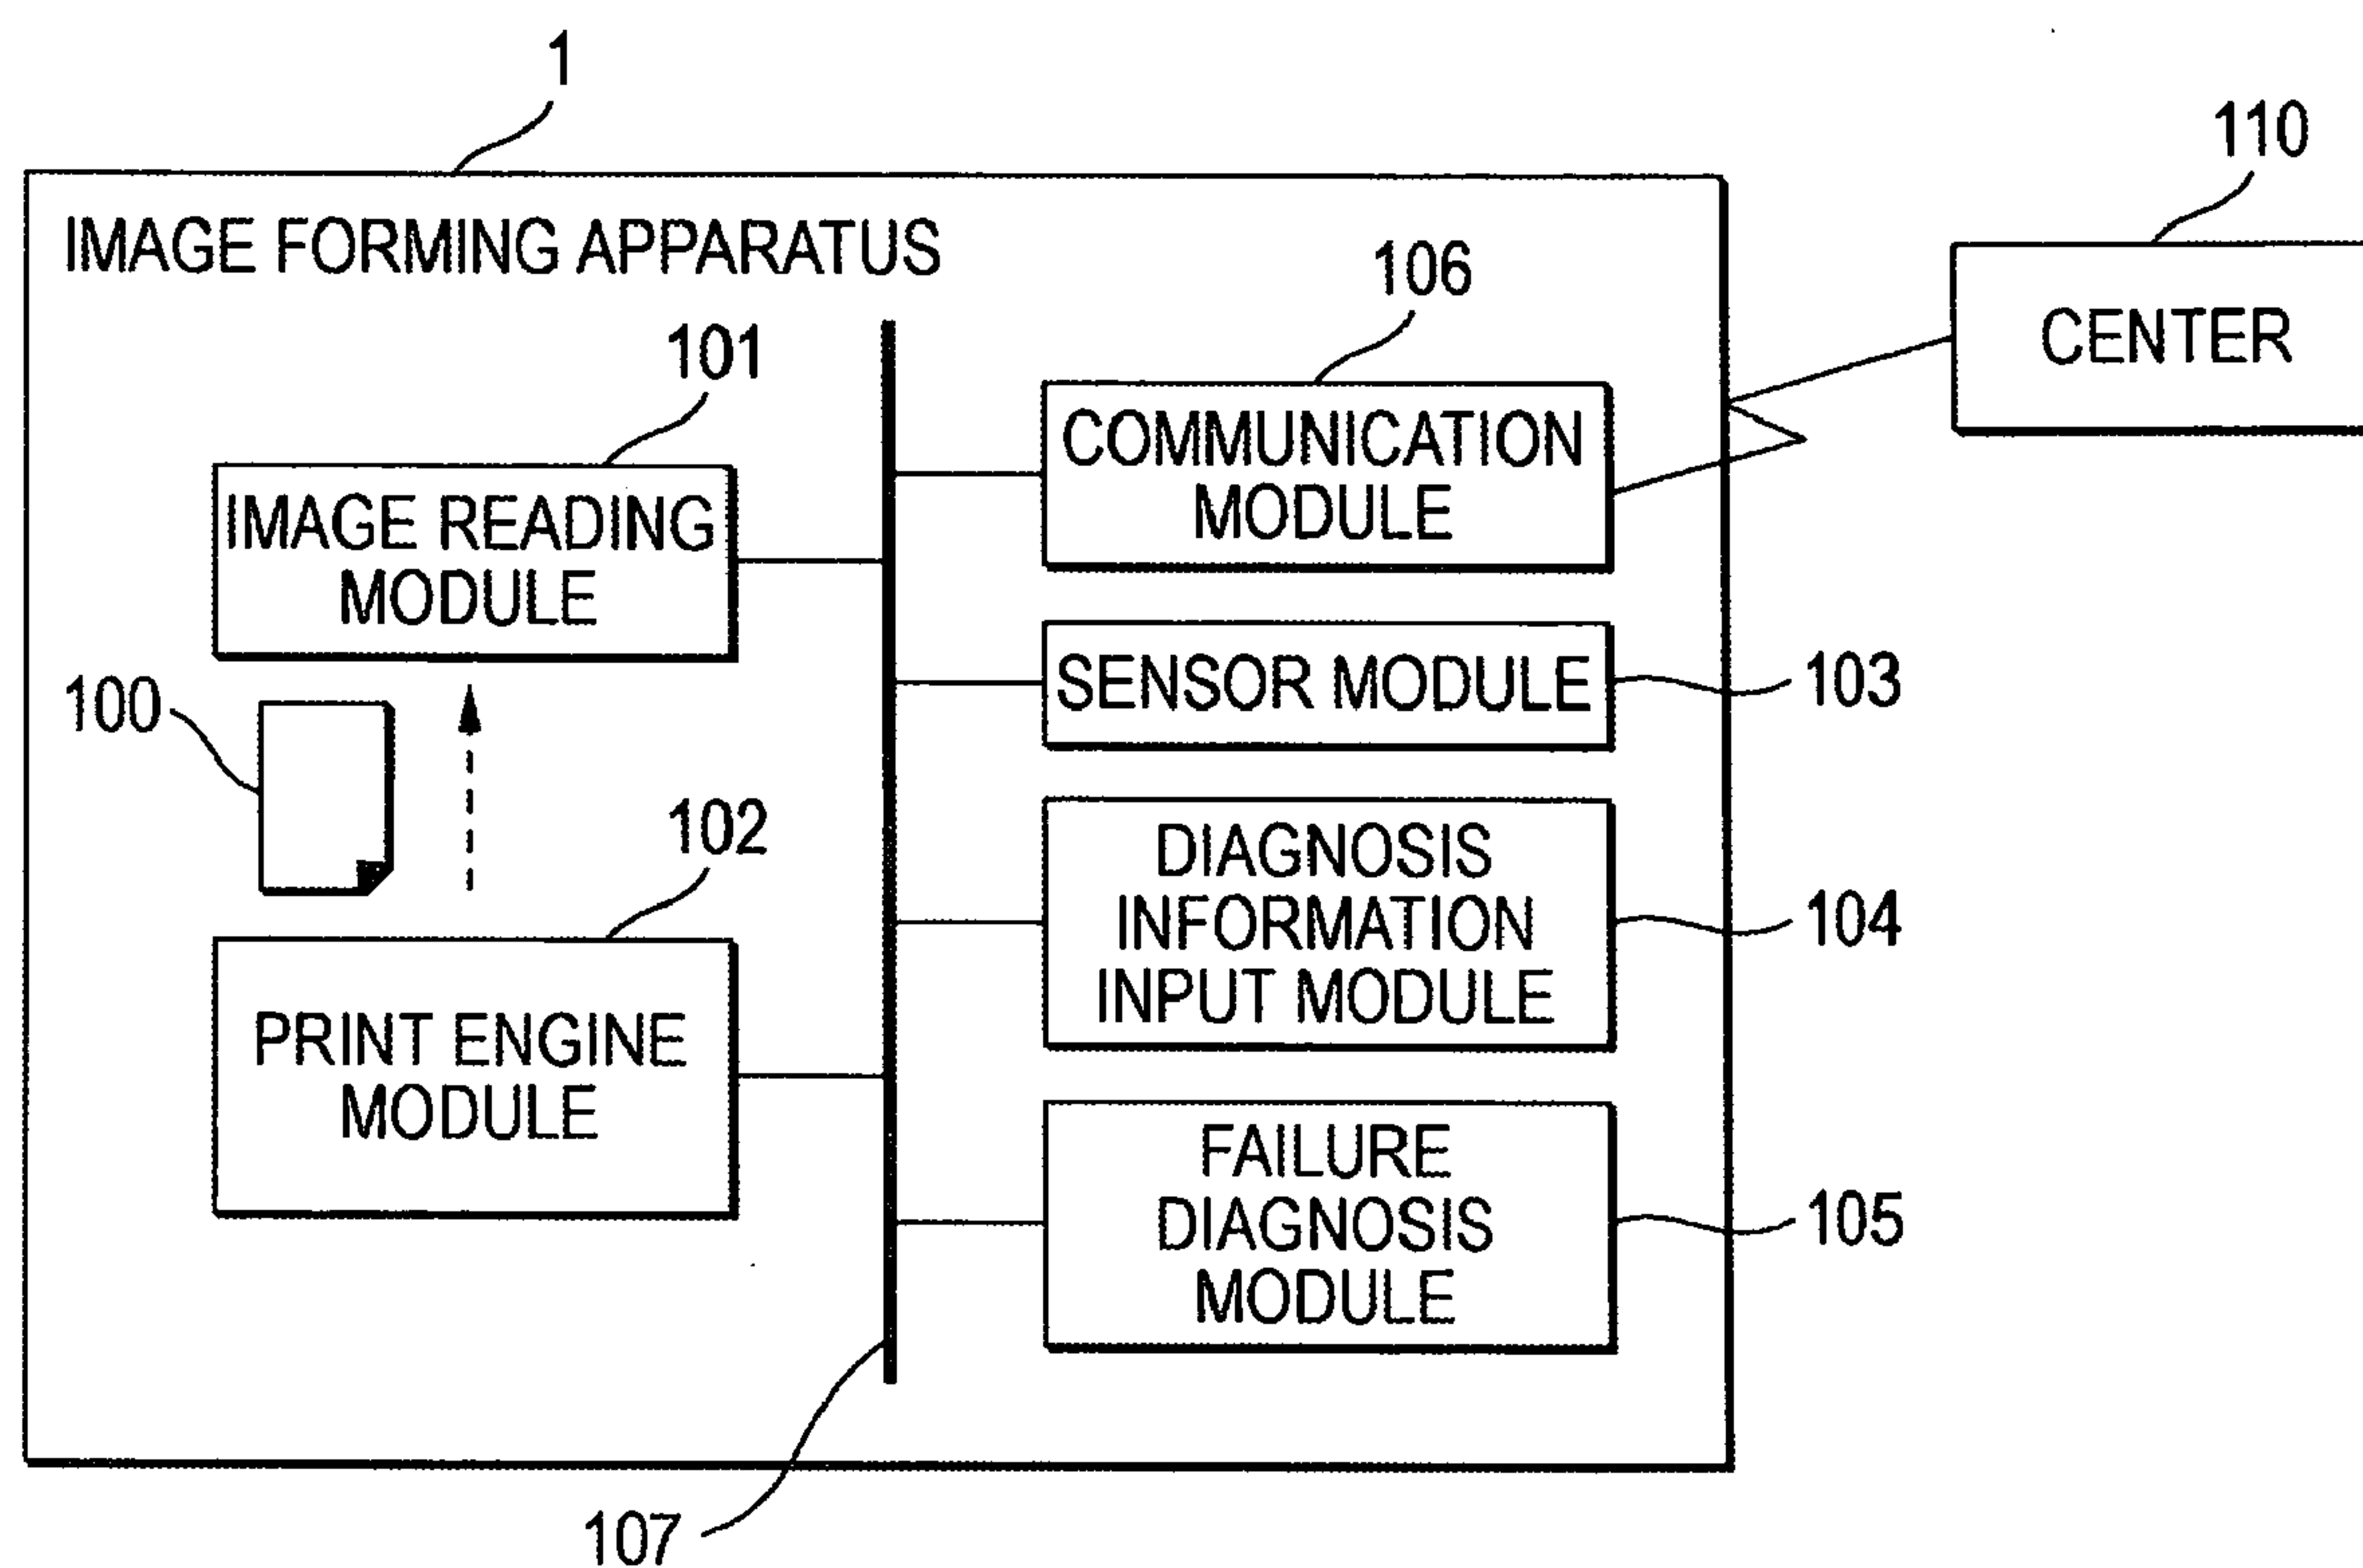 1
110
IMAGE FORMING APPARATUS
106
101
CENTER
COMMUNICATION
MODULE
IMAGE READING
MODULE
SENSOR MODULE
103
100
102
DIAGNOSIS
INFORMATION
INPUT MODULE
104
PRINT ENGINE
MODULE
FAILURE
DIAGNOSIS
MODULE
105
107